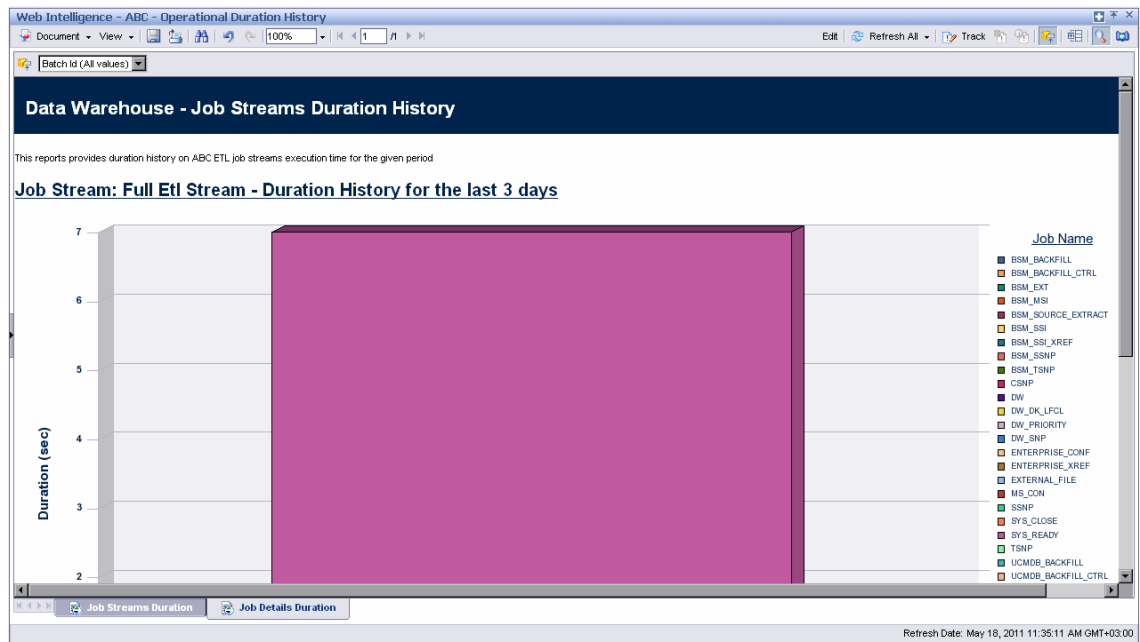 Web Intelligence - ABC - Operational Duration History
Document View 100% 1 /1 Edit Refresh All Track
Batch Id (All values)
Data Warehouse - Job Streams Duration History
This reports provides duration history on ABC ETL job streams execution time for the given period
Job Stream: Full Etl Stream - Duration History for the last 3 days
7
6
5
4
3
2
Duration (sec)
Job Name
BSM_BACKFILL
BSM_BACKFILL_CTRL
BSM_EXT
BSM_MSI
BSM_SOURCE_EXTRACT
BSM_SSI
BSM_SSI_XREF
BSM_SSNP
BSM_TSNP
CSNP
DW
DW_DK_LFCL
DW_PRIORITY
DW_SNP
ENTERPRISE_CONF
ENTERPRISE_XREF
EXTERNAL_FILE
MS_CON
SSNP
SYS_CLOSE
SYS_READY
TSNP
UCMDB_BACKFILL
UCMDB_BACKFILL_CTRL
Job Streams Duration Job Details Duration
Refresh Date: May 18, 2011 11:35:11 AM GMT+03:00